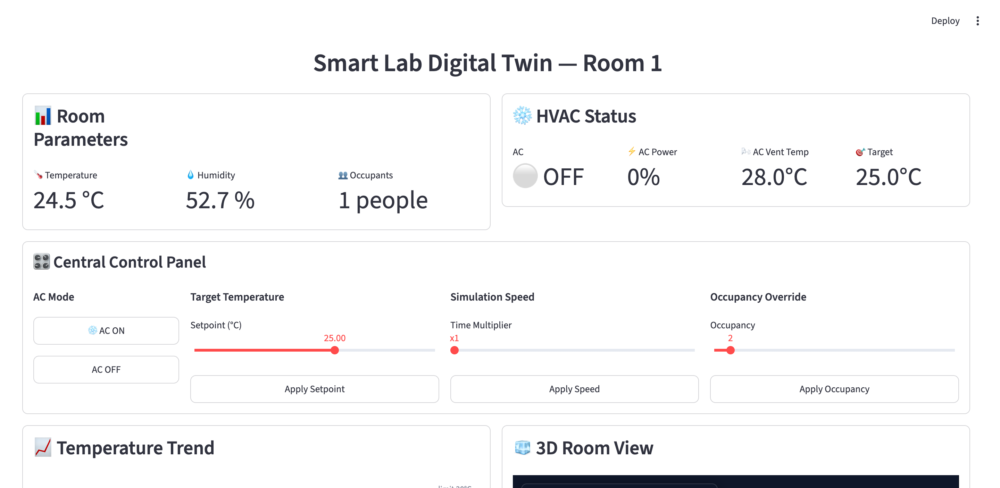 Deploy
Smart Lab Digital Twin — Room 1
Room
Parameters
Temperature
24.5 °C
Humidity
52.7 %
Occupants
1 people
HVAC Status
AC
OFF
AC Power
0%
AC Vent Temp
28.0°C
Target
25.0°C
Central Control Panel
AC Mode
AC ON
AC OFF
Target Temperature
Setpoint (°C)
25.00
Apply Setpoint
Simulation Speed
Time Multiplier
x1
Apply Speed
Occupancy Override
Occupancy
2
Apply Occupancy
Temperature Trend
3D Room View